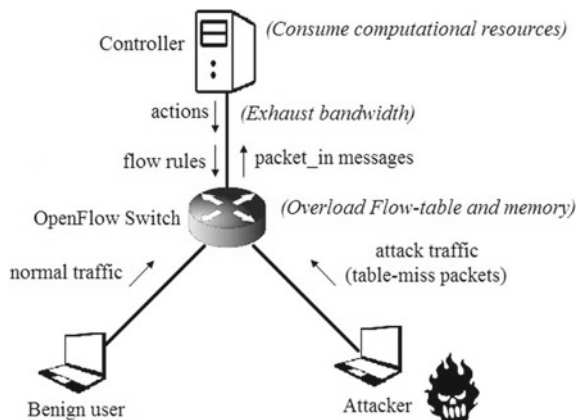 Controller
(Consume computational resources)
actions
(Exhaust bandwidth)
flow rules
packet_in messages
OpenFlow Switch
(Overload Flow-table and memory)
normal traffic
attack traffic
(table-miss packets)
Benign user
Attacker